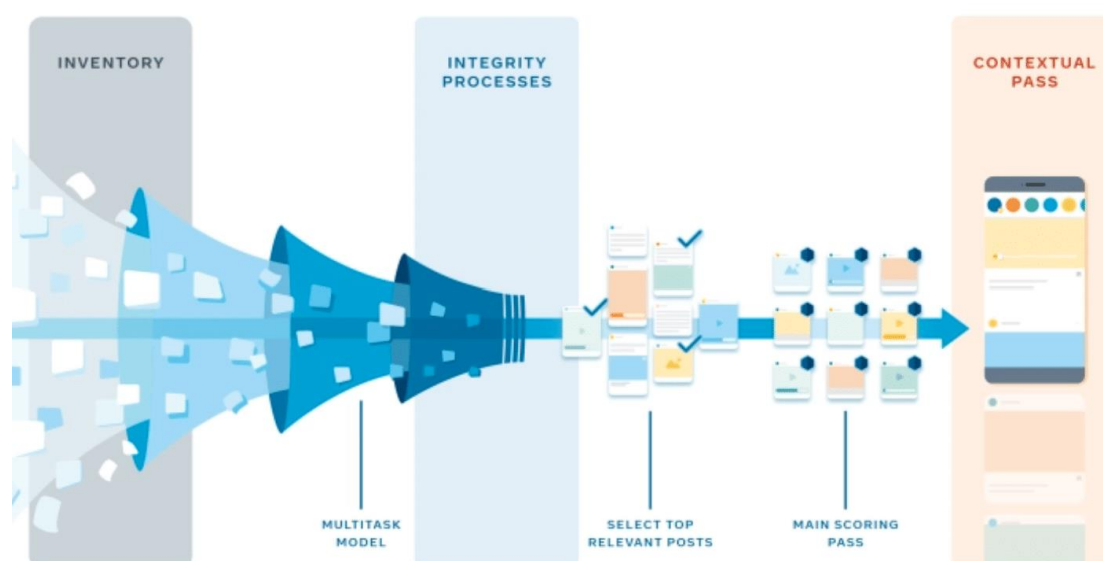 INVENTORY
INTEGRITY
PROCESSES
CONTEXTUAL
PASS
MULTITASK
MODEL
SELECT TOP
RELEVANT POSTS
MAIN SCORING
PASS